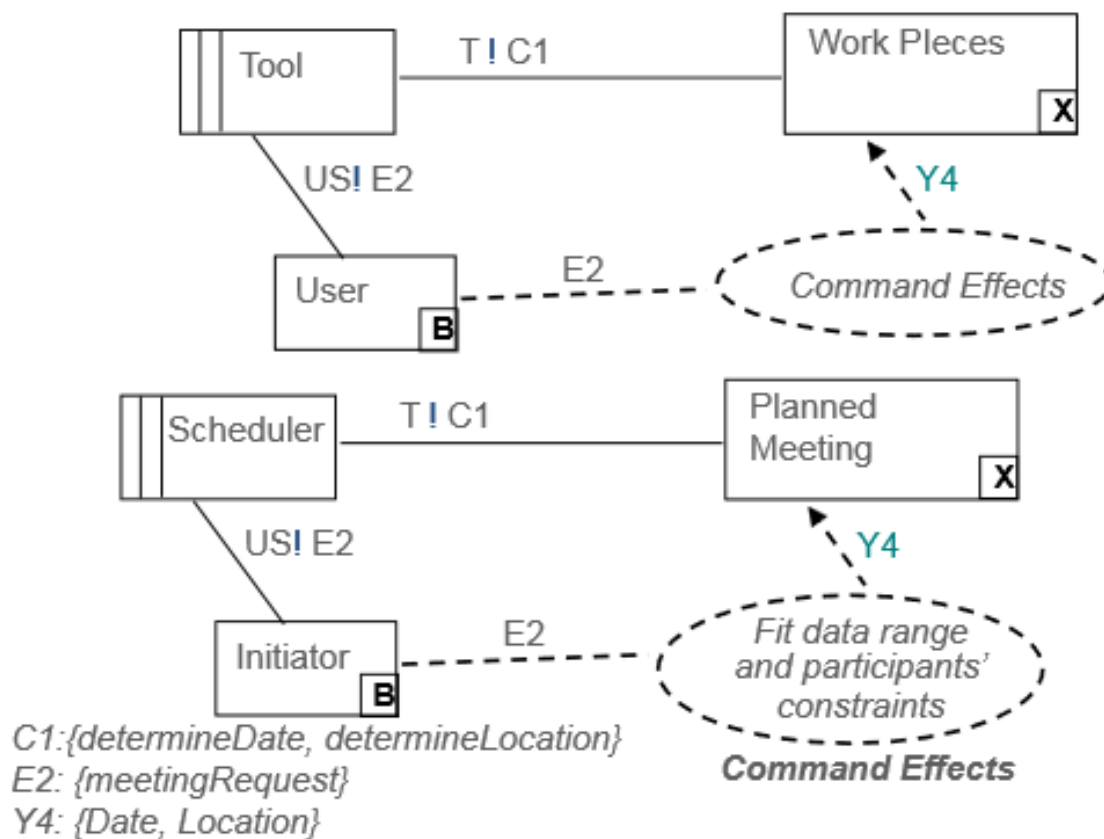 Tool
T ! C1
Work Pleces
X
US! E2
Y4
User
B
E2
Command Effects
Scheduler
T ! C1
Planned
Meeting
X
US! E2
Y4
Initiator
B
E2
Fit data range
and participants'
constraints
C1:{determineDate, determineLocation}
E2: {meetingRequest}
Command Effects
Y4: {Date, Location}